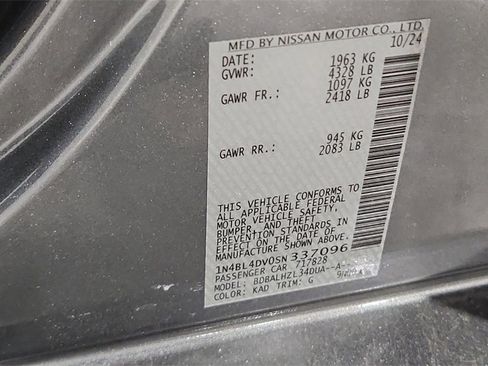 MFD BY NISSAN MOTOR CO., LTD.
DATE: 10/24
GVWR: 1963 KG
4328 LB
GAWR FR.: 1097 KG
2418 LB
GAWR RR.: 945 KG
2083 LB
THIS VEHICLE CONFORMS TO
ALL APPLICABLE FEDERAL
MOTOR VEHICLE SAFETY,
BUMPER, AND THEFT
PREVENTION STANDARDS IN
EFFECT ON THE DATE OF
MANUFACTURE SHOWN ABOVE.
1N4BL4DV0SN337096
PASSENGER CAR 717828
MODEL: BDBALHZL34DUA--A--
COLOR: KAD TRIM: G